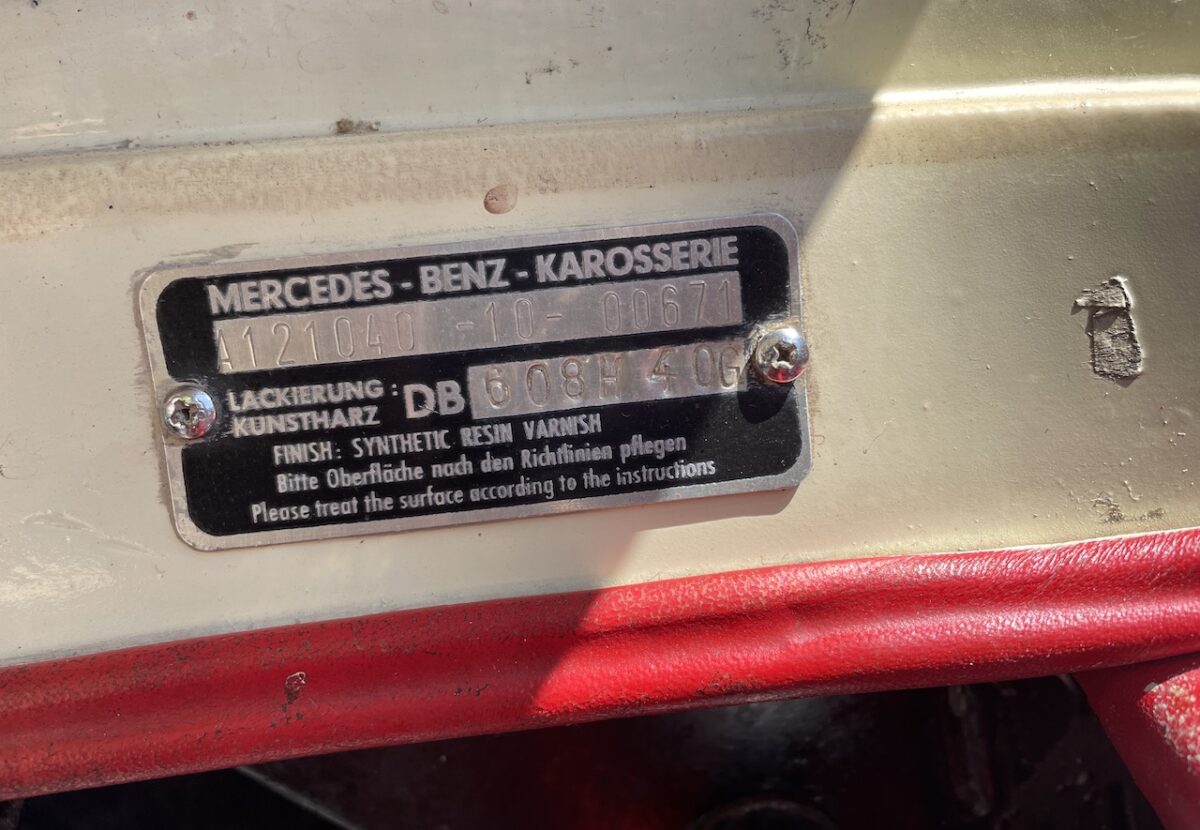 MERCEDES - BENZ - KAROSSERIE
A121040 -10- 00671
LACKIERUNG : DB 608H 40G
KUNSTHARZ
FINISH: SYNTHETIC RESIN VARNISH
Bitte Oberfläche nach den Richtlinien pflegen
Please treat the surface according to the instructions